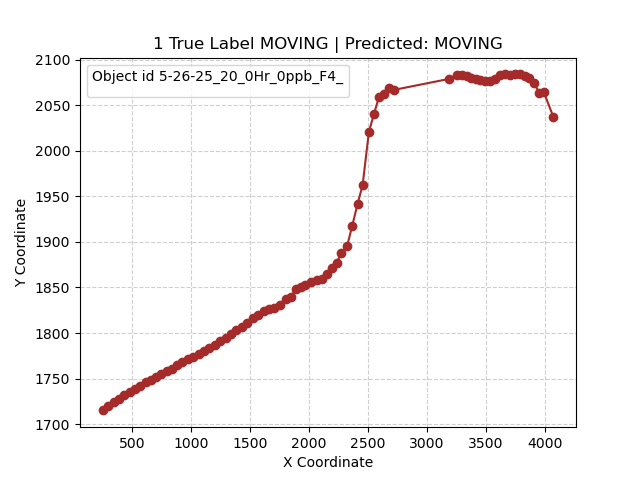 1 True Label MOVING | Predicted: MOVING
Object id 5-26-25_20_0Hr_0ppb_F4_
Y Coordinate
2100
2050
2000
1950
1900
1850
1800
1750
1700
500 1000 1500 2000 2500 3000 3500 4000
X Coordinate